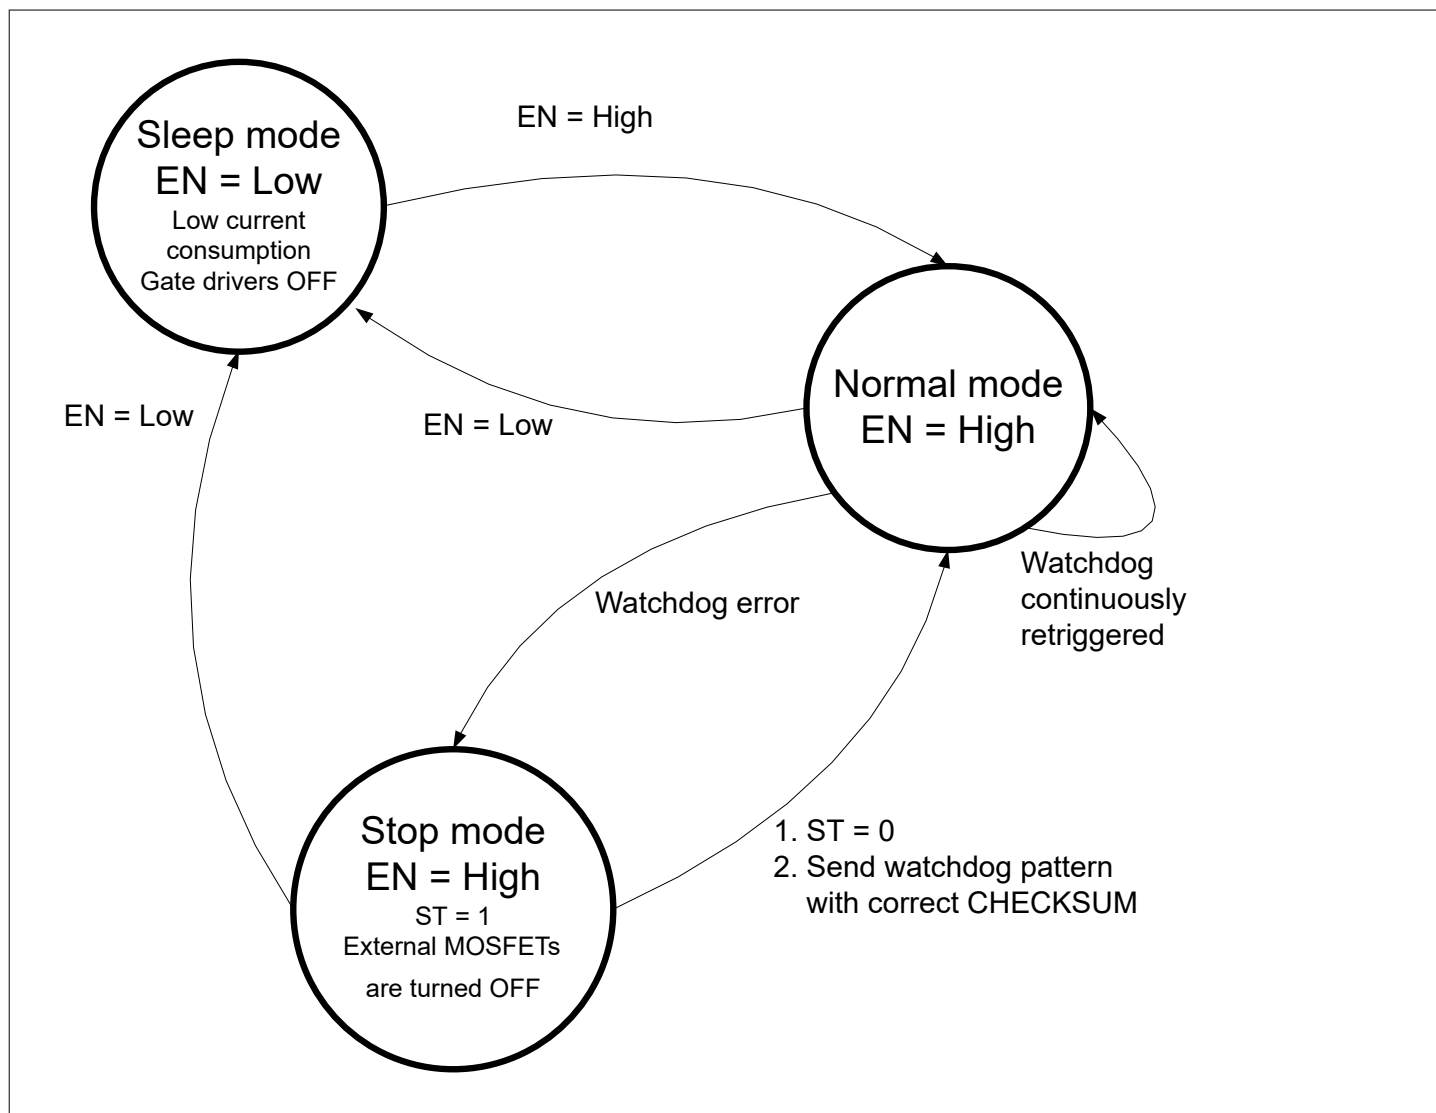 EN = High
Sleep mode
EN = Low
Low current
consumption
Gate drivers OFF
Normal mode
EN = High
EN = Low
EN = Low
Watchdog
continuously
retriggered
Watchdog error
Stop mode
EN = High
ST = 1
External MOSFETs
are turned OFF
1. ST = 0
2. Send watchdog pattern
with correct CHECKSUM